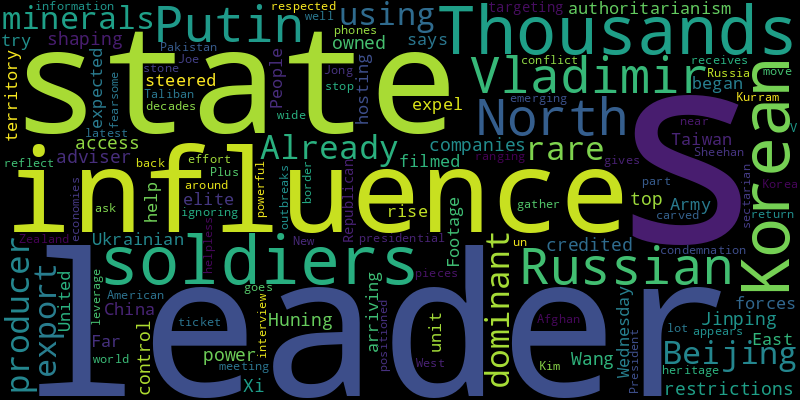 information
respected
targeting
authoritarianism
minerals
Putin
using
Thousands
try
shaping
well
phones
owned
says
Pakistan
Joe
state
conflict
receives
stone
Jong
hosting
Vladimir
Russia
move
territory
expected
fearsome
steered
Taliban
People
stop
began
decades
expel
North
emerging
Kurram
wide
latest
access
Already
companies
rare
near
V
Taiwan
Sheehan
adviser
filmed
ranging
gives
reflect
back
effort
influence
S
Korean
Plus
powerful
outbreaks
border
Republican
part
Korea
economies
help
elite
around
ignoring
rise
top
Army
sectarian
ask
gather
carved
return
Footage
Zealand
Ukrainian
helpless
New
presidential
un
credited
condemnation
producer
export
soldiers
dominant
Russian
leader
United
leverage
goes
pieces
American
China
Huning
arriving
unit
positioned
forces
Jinping
ticket
interview
Afghan
lot
appears
East
Far
control
power
Wang
Wednesday
President
Beijing
world
meeting
West
Kim
heritage
Xi
restrictions